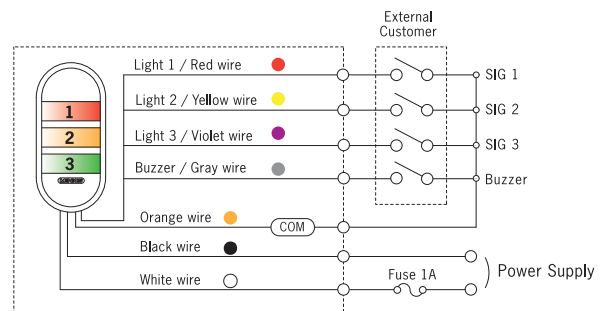 External
Customer
Light 1 / Red wire
SIG 1
1
Light 2 / Yellow wire
SIG 2
2
Light 3 / Violet wire
SIG 3
3
Buzzer / Gray wire
Buzzer
Orange wire
COM
Black wire
Power Supply
White wire
Fuse 1A